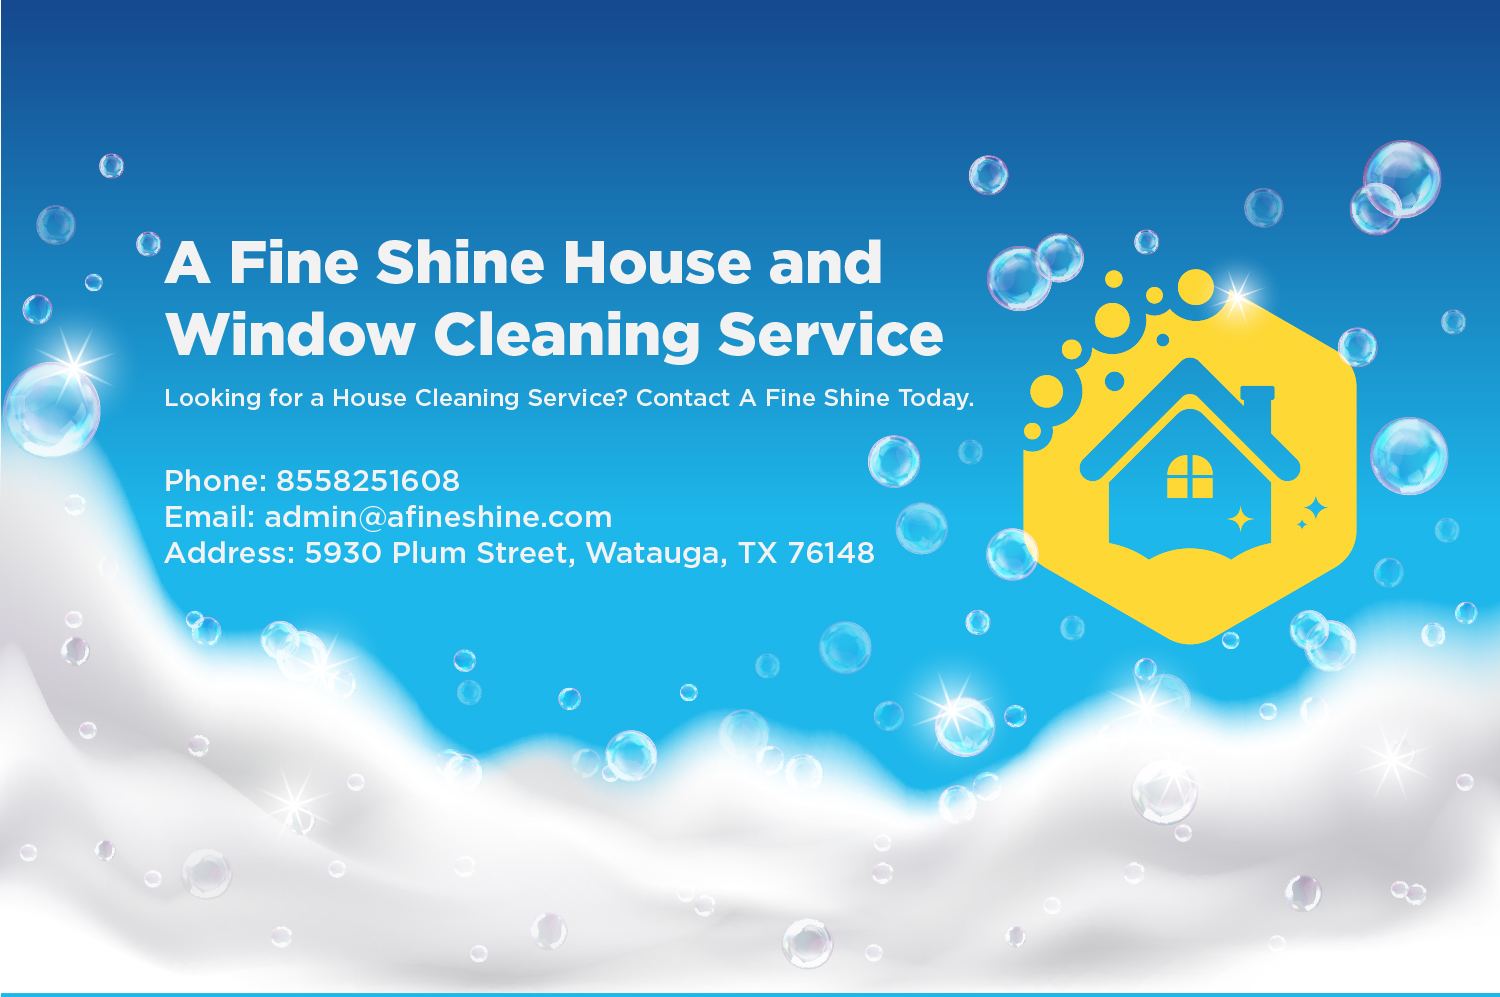 A Fine Shine House and
Window Cleaning Service
Looking for a House Cleaning Service? Contact A Fine Shine Today.
Phone: 8558251608
Email: admin@afineshine.com
Address: 5930 Plum Street, Watauga, TX 76148